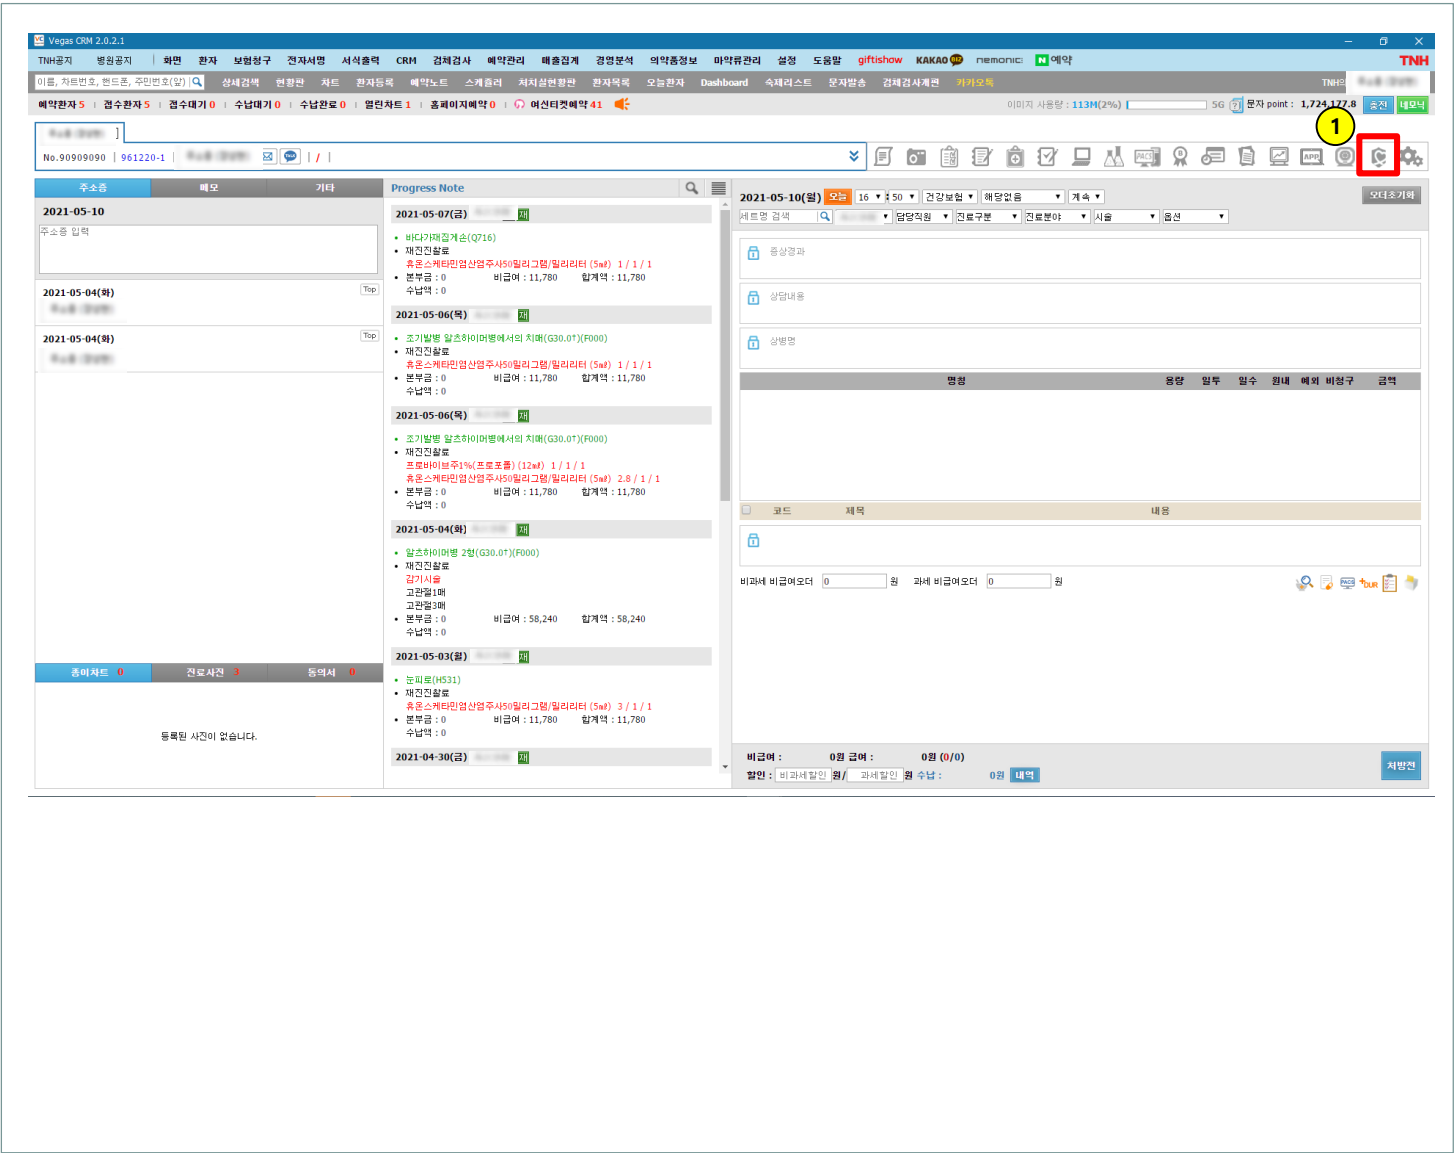 Vegas CRM 2.0.2.1
TNH공지 병원공지 화면 환자 보험청구 전자서명 서식출력 CRM 검체검사 예약관리 매출집계 경영분석 의약품정보 마약류관리 설정 도움말 giftishow KAKAO BIZ nemonic N 예약 TNH
이름, 차트번호, 핸드폰, 주민번호(앞) 상세검색 현황판 차트 환자등록 예약노트 스케쥴러 처치실현황판 환자목록 오늘환자 Dashboard 숙제리스트 문자발송 검체검사개편 카카오톡 TNH의
예약환자 5 접수환자 5 접수대기 0 수납대기 0 수납완료 0 열린차트 1 홈페이지예약 0 여신티켓예약 41 이미지 사용량 : 113M(2%) 5G 문자 point : 1,724,177.8 충전 네모닉
1
]
No.90909090 | 961220-1 | | / |
PACS APP
주소증 메모 기타
2021-05-10
주소증 입력
2021-05-04(화) Top
2021-05-04(화) Top
종이차트 0 진료사진 3 동의서 0
등록된 사진이 없습니다.
Progress Note
2021-05-07(금) 재
바다가재집게손(Q716)
재진진찰료
휴온스케타민염산염주사50밀리그램/밀리리터 (5㎖) 1 / 1 / 1
본부금 : 0 비급여 : 11,780 합계액 : 11,780
수납액 : 0
2021-05-06(목) 재
조기발병 알츠하이머병에서의 치매(G30.0†)(F000)
재진진찰료
휴온스케타민염산염주사50밀리그램/밀리리터 (5㎖) 1 / 1 / 1
본부금 : 0 비급여 : 11,780 합계액 : 11,780
수납액 : 0
2021-05-06(목) 재
조기발병 알츠하이머병에서의 치매(G30.0†)(F000)
재진진찰료
프로바이브주1%(프로포폴) (12㎖) 1 / 1 / 1
휴온스케타민염산염주사50밀리그램/밀리리터 (5㎖) 2.8 / 1 / 1
본부금 : 0 비급여 : 11,780 합계액 : 11,780
수납액 : 0
2021-05-04(화) 재
알츠하이머병 2형(G30.0†)(F000)
재진진찰료
감기시술
고관절1매
고관절3매
본부금 : 0 비급여 : 58,240 합계액 : 58,240
수납액 : 0
2021-05-03(월) 재
눈피로(H531)
재진진찰료
휴온스케타민염산염주사50밀리그램/밀리리터 (5㎖) 3 / 1 / 1
본부금 : 0 비급여 : 11,780 합계액 : 11,780
수납액 : 0
2021-04-30(금) 재
2021-05-10(월) 오늘 16 : 50 건강보험 해당없음 계속 오더초기화
세트명 검색 담당직원 진료구분 진료분야 시술 옵션
증상경과
상담내용
상병명
명칭 용량 일투 일수 원내 예외 비청구 금액
코드 제목 내용
비과세 비급여오더 0 원 과세 비급여오더 0 원 PACS +DUR
비급여 : 0원 급여 : 0원 (0/0)
할인 : 비과세할인 원/ 과세할인 원 수납 : 0원 내역
처방전